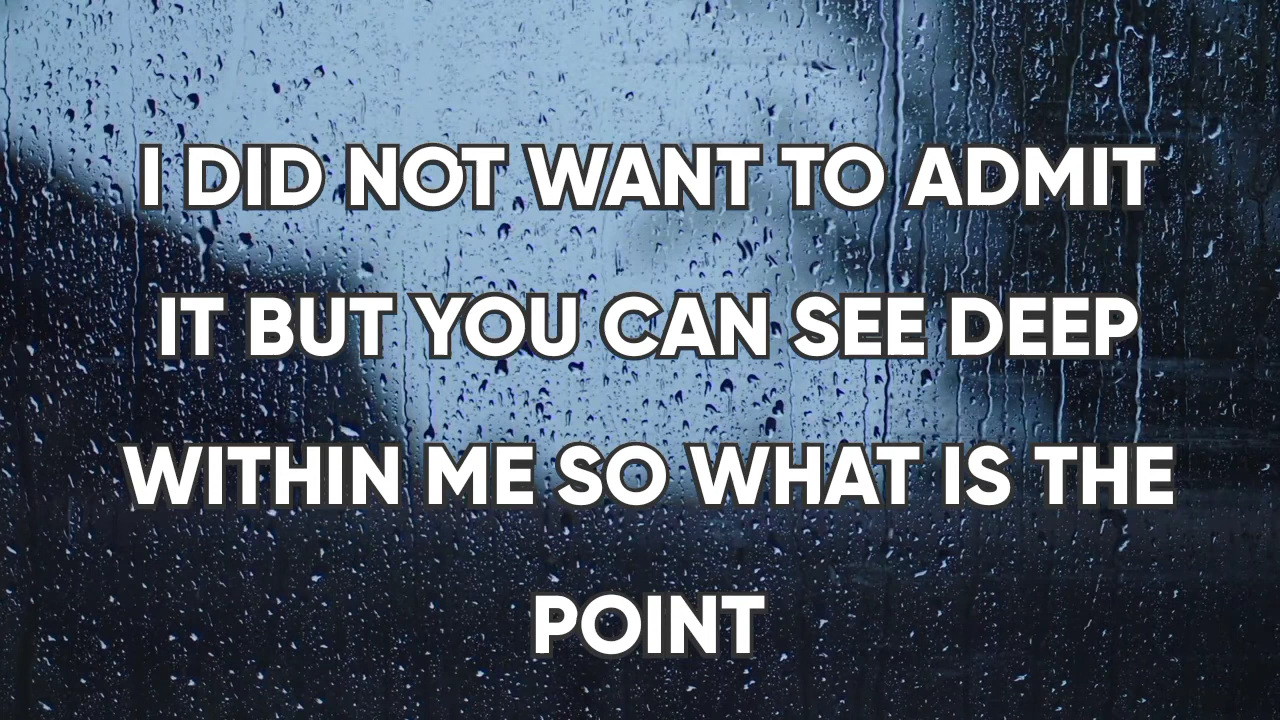 I DID NOT WANT TO ADMIT
IT BUT YOU CAN SEE DEEP
WITHIN ME SO WHAT IS THE
POINT